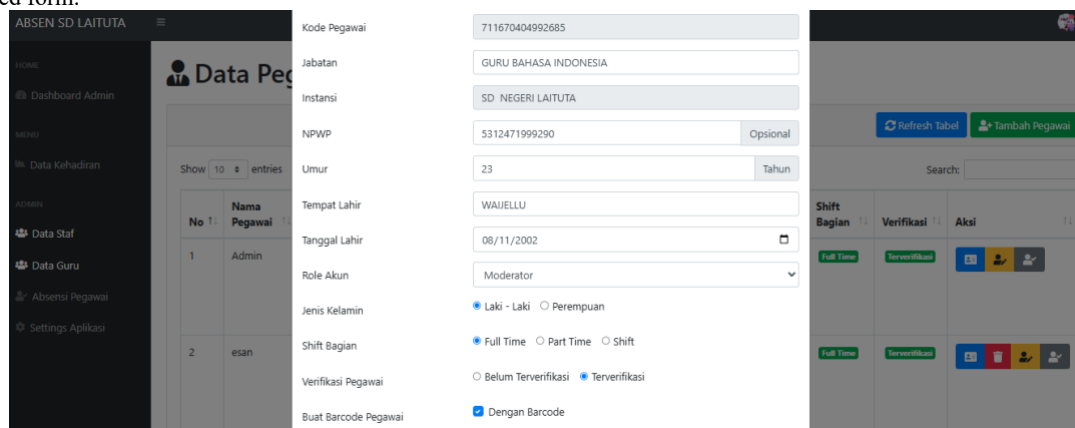 ed form.
ABSEN SD LAITUTA
Kode Pegawai 711670404992685
HOME
Data Peg
Jabatan GURU BAHASA INDONESIA
Dashboard Admin
Instansi SD NEGERI LAITUTA
MENU
NPWP 5312471999290 Opsional
Refresh Tabel Tambah Pegawai
Data Kehadiran
Show 10 entries
Umur 23 Tahun
Search:
ADMIN
Tempat Lahir WAIJELLU
No Nama Pegawai Shift Bagian Verifikasi Aksi
Data Staf
Tanggal Lahir 08/11/2002
1 Admin Full Time Terverifikasi
Data Guru
Role Akun Moderator
Absensi Pegawai
Jenis Kelamin Laki - Laki Perempuan
Settings Aplikasi
Shift Bagian Full Time Part Time Shift
2 esan Full Time Terverifikasi
Verifikasi Pegawai Belum Terverifikasi Terverifikasi
Buat Barcode Pegawai Dengan Barcode